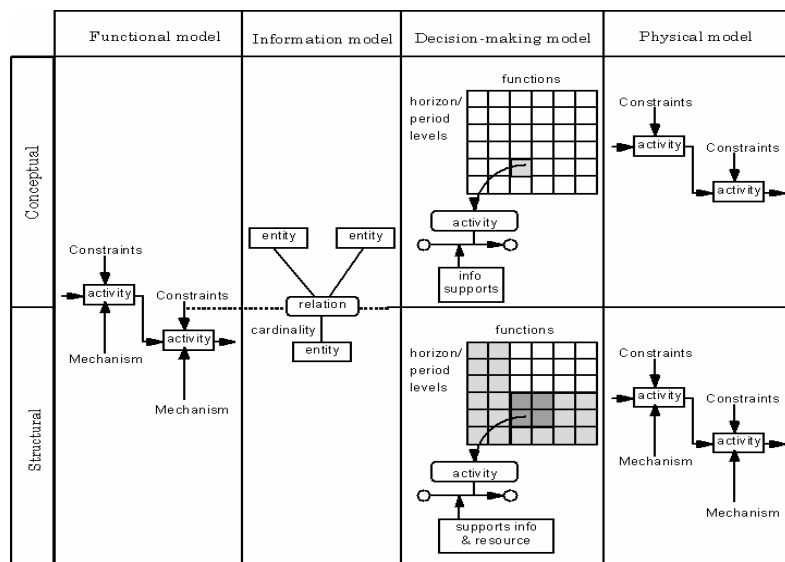 Functional model
Information model
Decision-making model
Physical model
Conceptual
Structural
Constraints
activity
Constraints
activity
Mechanism
Mechanism
entity
entity
relation
cardinality
entity
functions
horizon/
period
levels
activity
info
supports
functions
horizon/
period
levels
activity
supports info
& resource
Constraints
activity
Constraints
activity
Constraints
activity
Constraints
activity
Mechanism
Mechanism